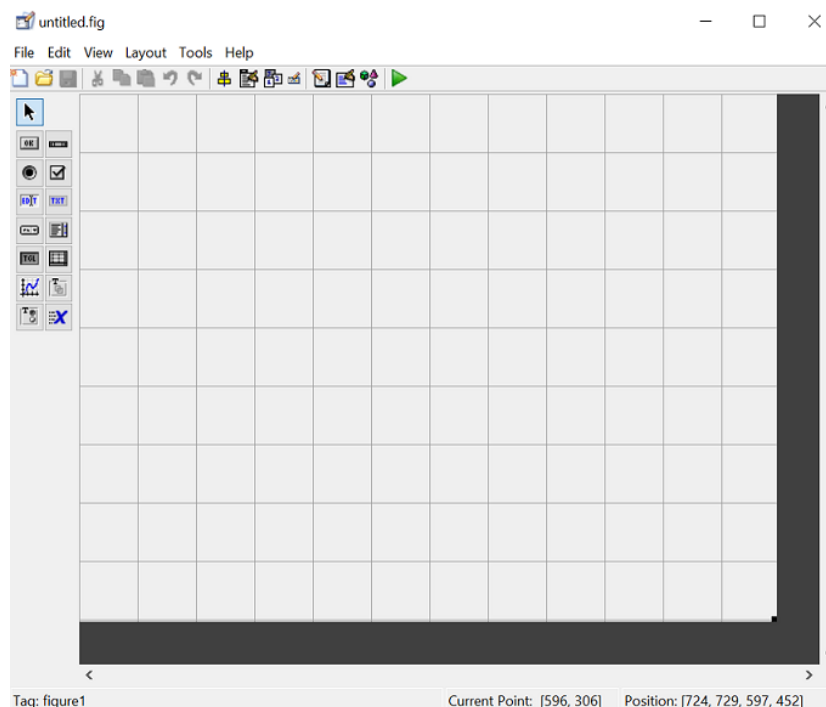 untitled.fig
File Edit View Layout Tools Help
OK
EDIT TXT
TGL
Tag: figure1 Current Point: [596, 306] Position: [724, 729, 597, 452]